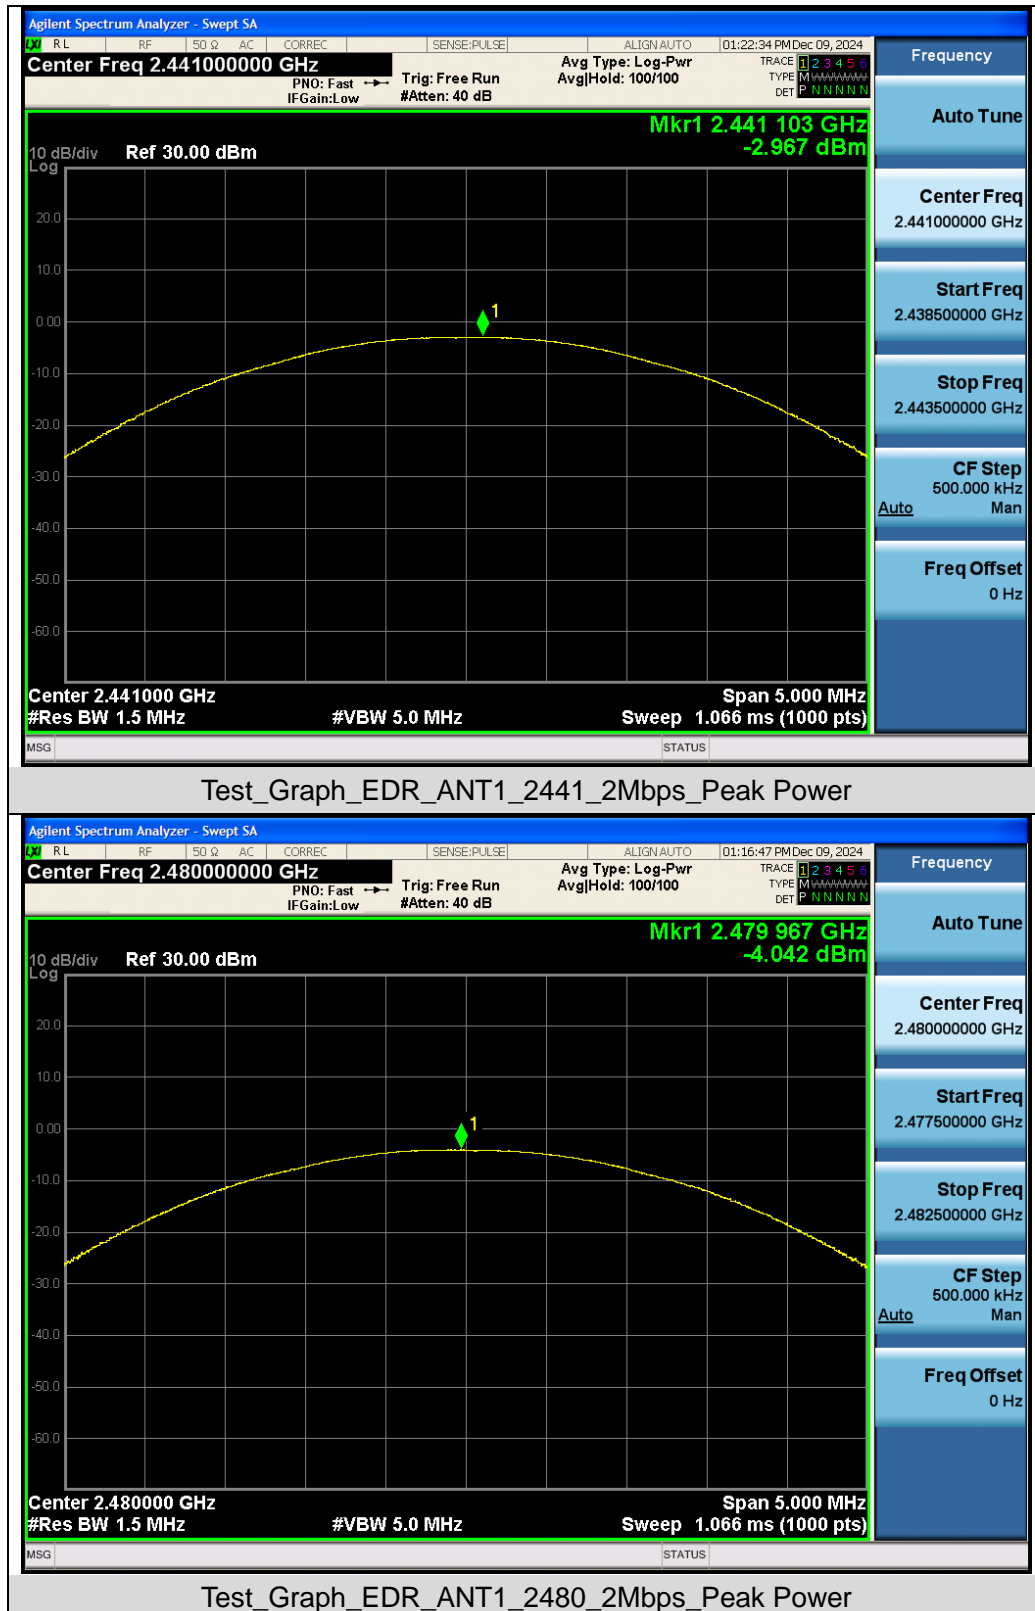 Agilent Spectrum Analyzer - Swept SA
LXI RL RF 50 Ω AC CORREC SENSE:PULSE ALIGN AUTO 01:22:34 PM Dec 09, 2024
Center Freq 2.441000000 GHz
PNO: Fast
IFGain:Low
Trig: Free Run
#Atten: 40 dB
Avg Type: Log-Pwr
Avg|Hold: 100/100
TRACE 1 2 3 4 5 6
TYPE M WWWWW
DET P N N N N N
Mkr1 2.441 103 GHz
-2.967 dBm
10 dB/div Ref 30.00 dBm
Log
20.0
10.0
0.00
-10.0
-20.0
-30.0
-40.0
-50.0
-60.0
1
Center 2.441000 GHz Span 5.000 MHz
#Res BW 1.5 MHz #VBW 5.0 MHz Sweep 1.066 ms (1000 pts)
MSG STATUS
Frequency
Auto Tune
Center Freq
2.441000000 GHz
Start Freq
2.438500000 GHz
Stop Freq
2.443500000 GHz
CF Step
500.000 kHz
Auto Man
Freq Offset
0 Hz
Test_Graph_EDR_ANT1_2441_2Mbps_Peak Power
Agilent Spectrum Analyzer - Swept SA
LXI RL RF 50 Ω AC CORREC SENSE:PULSE ALIGN AUTO 01:16:47 PM Dec 09, 2024
Center Freq 2.480000000 GHz
PNO: Fast
IFGain:Low
Trig: Free Run
#Atten: 40 dB
Avg Type: Log-Pwr
Avg|Hold: 100/100
TRACE 1 2 3 4 5 6
TYPE M WWWWW
DET P N N N N N
Mkr1 2.479 967 GHz
-4.042 dBm
10 dB/div Ref 30.00 dBm
Log
20.0
10.0
0.00
-10.0
-20.0
-30.0
-40.0
-50.0
-60.0
1
Center 2.480000 GHz Span 5.000 MHz
#Res BW 1.5 MHz #VBW 5.0 MHz Sweep 1.066 ms (1000 pts)
MSG STATUS
Frequency
Auto Tune
Center Freq
2.480000000 GHz
Start Freq
2.477500000 GHz
Stop Freq
2.482500000 GHz
CF Step
500.000 kHz
Auto Man
Freq Offset
0 Hz
Test_Graph_EDR_ANT1_2480_2Mbps_Peak Power